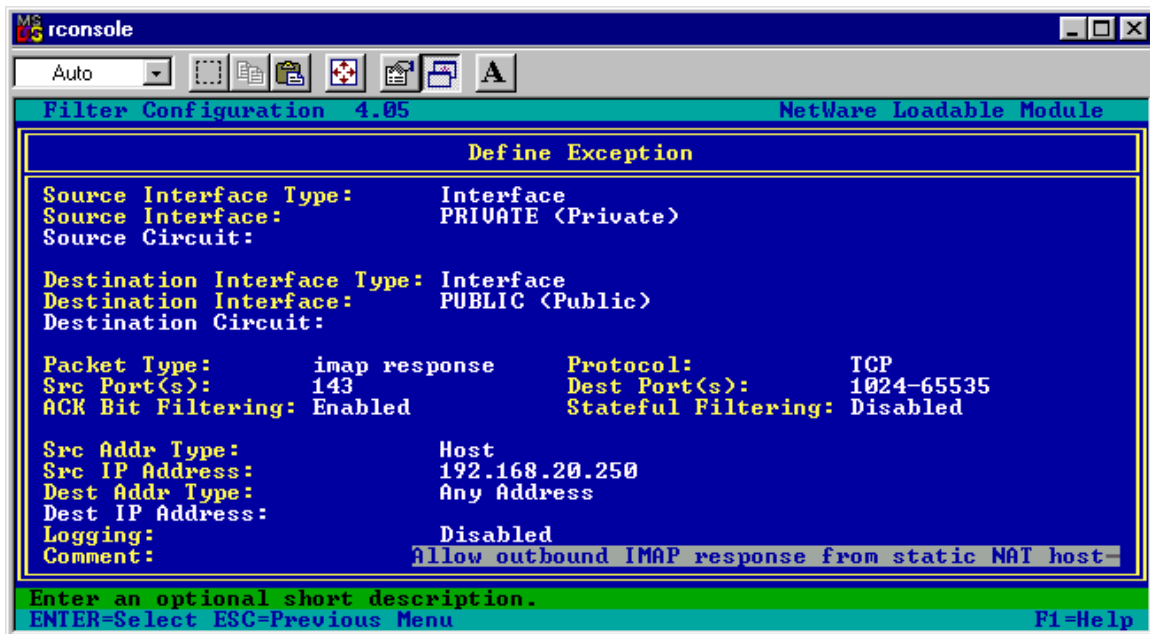 MS DOS rconsole
Auto A
Filter Configuration 4.05 NetWare Loadable Module
Define Exception
Source Interface Type: Interface
Source Interface: PRIVATE (Private)
Source Circuit:
Destination Interface Type: Interface
Destination Interface: PUBLIC (Public)
Destination Circuit:
Packet Type: imap response Protocol: TCP
Src Port(s): 143 Dest Port(s): 1024-65535
ACK Bit Filtering: Enabled Stateful Filtering: Disabled
Src Addr Type: Host
Src IP Address: 192.168.20.250
Dest Addr Type: Any Address
Dest IP Address:
Logging: Disabled
Comment: Allow outbound IMAP response from static NAT host
Enter an optional short description.
ENTER=Select ESC=Previous Menu F1=Help